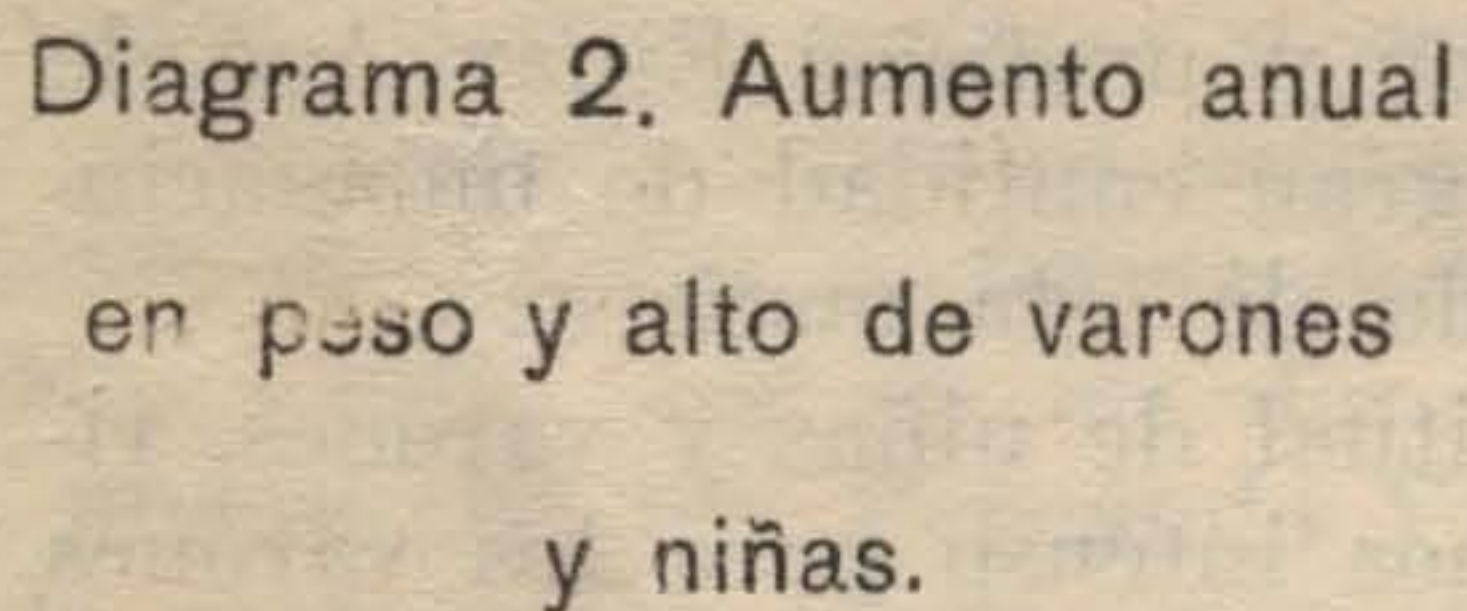 Diagrama 2. Aumento anual
en peso y alto de varones
y niñas.